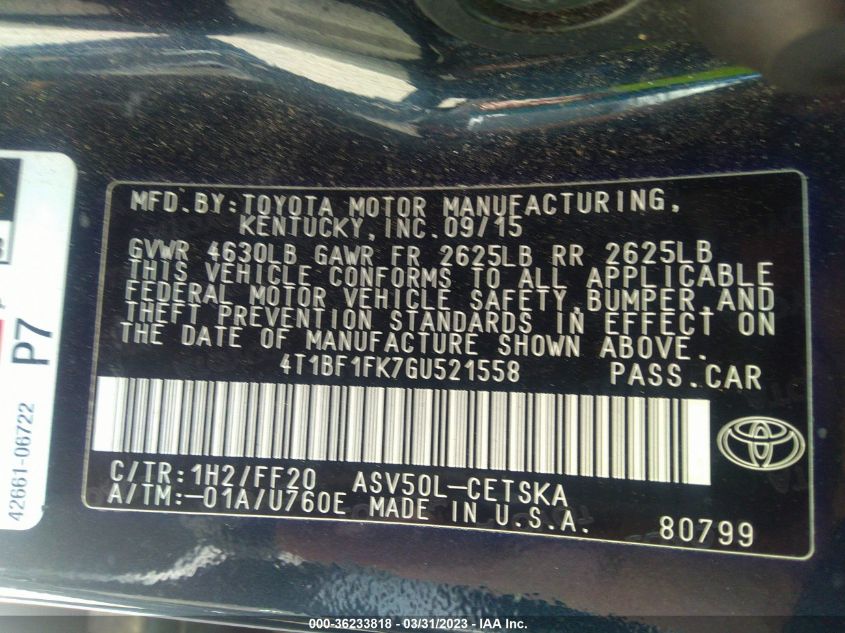 MFD.BY:TOYOTA MOTOR MANUFACTURING,
KENTUCKY, INC. 09/15
GVWR 4630LB GAWR FR 2625LB RR 2625LB
THIS VEHICLE CONFORMS TO ALL APPLICABLE
FEDERAL MOTOR VEHICLE SAFETY, BUMPER, AND
THEFT PREVENTION STANDARDS IN EFFECT ON
THE DATE OF MANUFACTURE SHOWN ABOVE.
4T1BF1FK7GU521558 PASS.CAR
C/TR:1H2/FF20 ASV50L-CETSKA
A/TM:-01A/U760E MADE IN U.S.A. 80799
P7
42661-06722
000-36233818 - 03/31/2023 - IAA Inc.